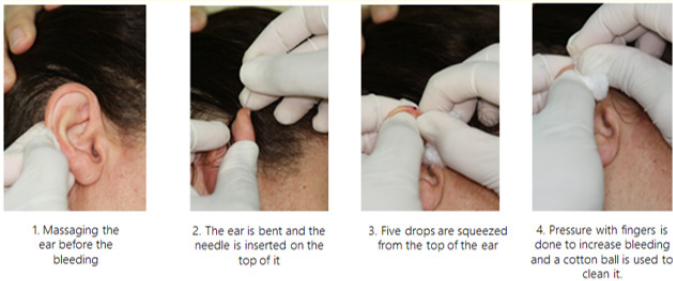 1. Massaging the
ear before the
bleeding
2. The ear is bent and the
needle is inserted on the
top of it
3. Five drops are squeezed
from the top of the ear
4. Pressure with fingers is
done to increase bleeding
and a cotton ball is used to
clean it.